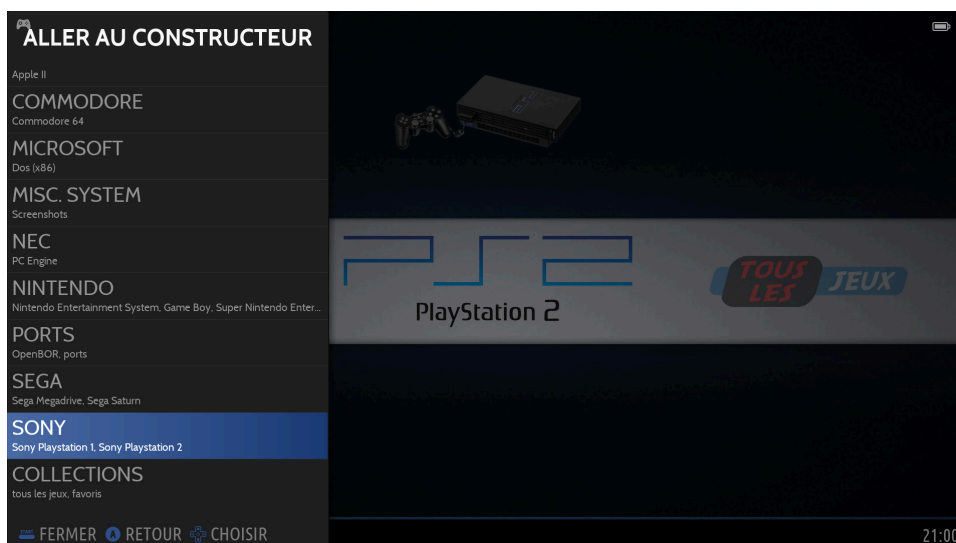 ALLER AU CONSTRUCTEUR
Apple II
COMMODORE
Commodore 64
MICROSOFT
Dos (x86)
MISC. SYSTEM
Screenshots
NEC
PC Engine
NINTENDO
Nintendo Entertainment System, Game Boy, Super Nintendo Enter...
PORTS
OpenBOR, ports
SEGA
Sega Megadrive, Sega Saturn
SONY
Sony Playstation 1, Sony Playstation 2
COLLECTIONS
tous les jeux, favoris
START FERMER A RETOUR CHOISIR
PS2
PlayStation 2
TOUS
LES JEUX
21:00